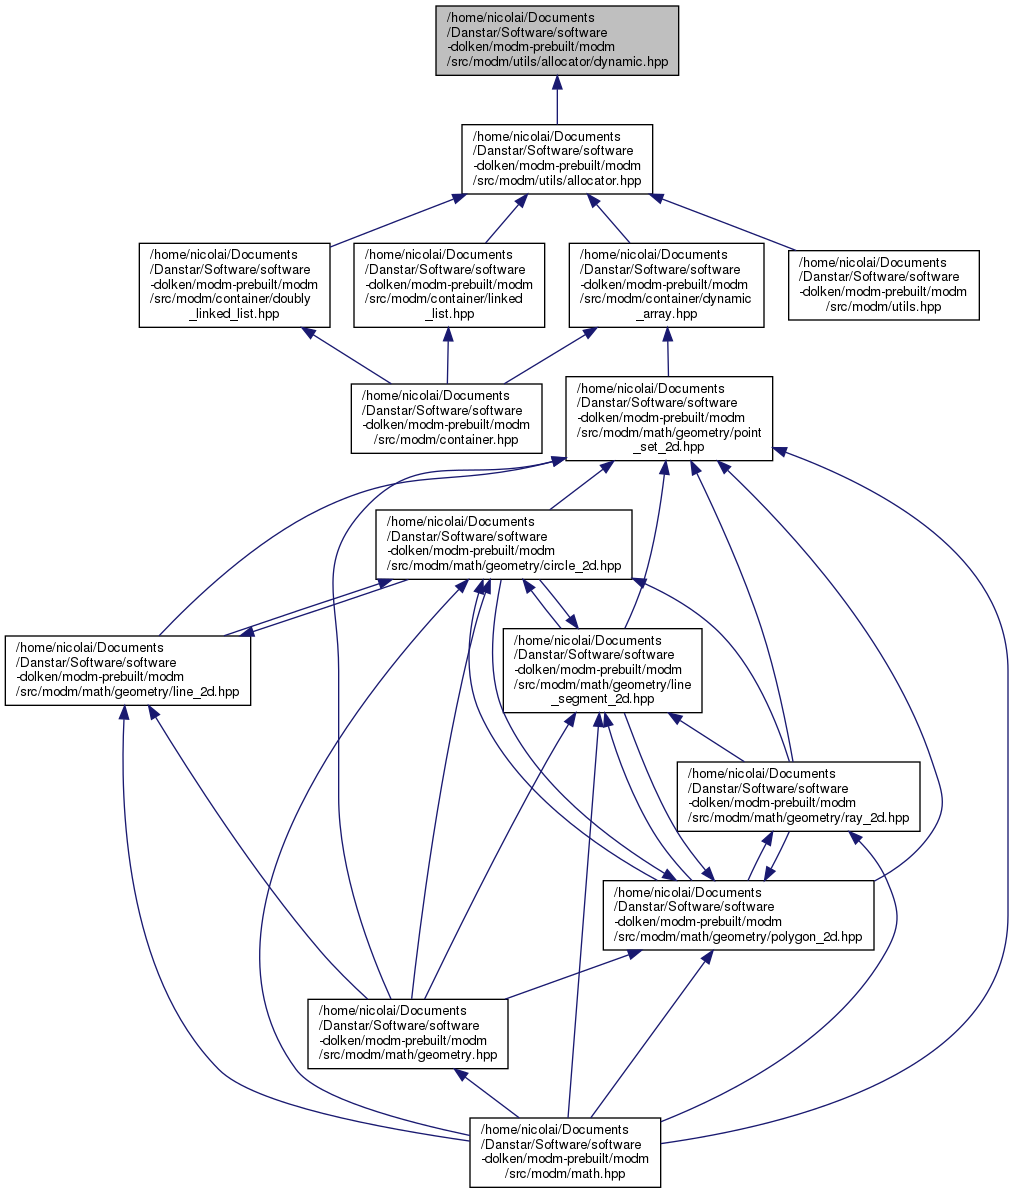 /home/nicolai/Documents
/Danstar/Software/software
-dolken/modm-prebuilt/modm
/src/modm/utils/allocator/dynamic.hpp
/home/nicolai/Documents
/Danstar/Software/software
-dolken/modm-prebuilt/modm
/src/modm/utils/allocator.hpp
/home/nicolai/Documents
/Danstar/Software/software
-dolken/modm-prebuilt/modm
/src/modm/container/doubly
_linked_list.hpp
/home/nicolai/Documents
/Danstar/Software/software
-dolken/modm-prebuilt/modm
/src/modm/container/linked
_list.hpp
/home/nicolai/Documents
/Danstar/Software/software
-dolken/modm-prebuilt/modm
/src/modm/container/dynamic
_array.hpp
/home/nicolai/Documents
/Danstar/Software/software
-dolken/modm-prebuilt/modm
/src/modm/utils.hpp
/home/nicolai/Documents
/Danstar/Software/software
-dolken/modm-prebuilt/modm
/src/modm/container.hpp
/home/nicolai/Documents
/Danstar/Software/software
-dolken/modm-prebuilt/modm
/src/modm/math/geometry/point
_set_2d.hpp
/home/nicolai/Documents
/Danstar/Software/software
-dolken/modm-prebuilt/modm
/src/modm/math/geometry/circle_2d.hpp
/home/nicolai/Documents
/Danstar/Software/software
-dolken/modm-prebuilt/modm
/src/modm/math/geometry/line_2d.hpp
/home/nicolai/Documents
/Danstar/Software/software
-dolken/modm-prebuilt/modm
/src/modm/math/geometry/line
_segment_2d.hpp
/home/nicolai/Documents
/Danstar/Software/software
-dolken/modm-prebuilt/modm
/src/modm/math/geometry/ray_2d.hpp
/home/nicolai/Documents
/Danstar/Software/software
-dolken/modm-prebuilt/modm
/src/modm/math/geometry/polygon_2d.hpp
/home/nicolai/Documents
/Danstar/Software/software
-dolken/modm-prebuilt/modm
/src/modm/math/geometry.hpp
/home/nicolai/Documents
/Danstar/Software/software
-dolken/modm-prebuilt/modm
/src/modm/math.hpp